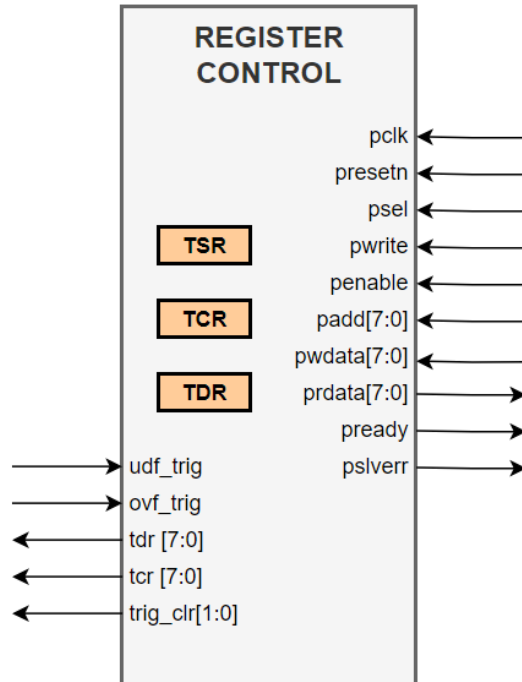 REGISTER
CONTROL
pclk
presetn
psel
TSR
pwrite
penable
TCR
padd[7:0]
pwdata[7:0]
TDR
prdata[7:0]
pready
udf_trig
pslverr
ovf_trig
tdr [7:0]
tcr [7:0]
trig_clr[1:0]